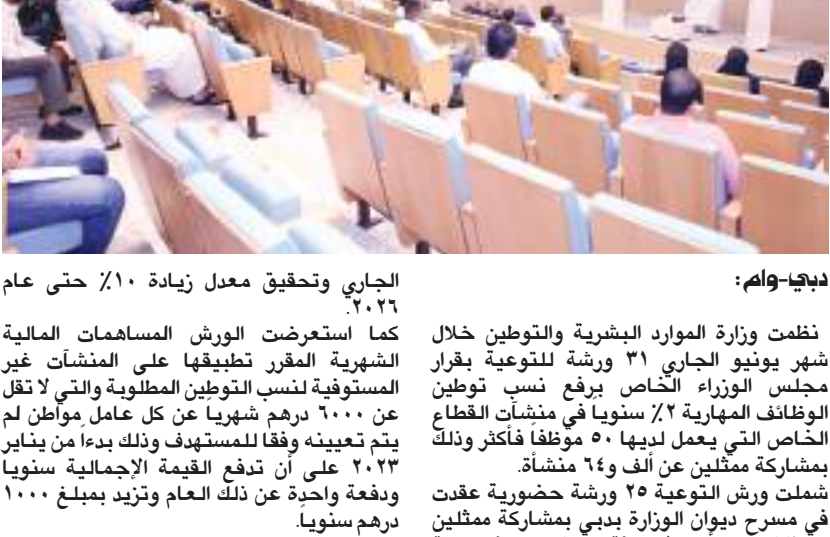 دبي-وام:
نظمت وزارة الموارد البشرية والتوطين خلال
شهر يونيو الجاري ٣١ ورشة للتوعية بقرار
مجلس الوزراء الخاص برفع نسب توطين
الوظائف المهارية ٢٪ سنويا في منشآت القطاع
الخاص التي يعمل لديها ٥٠ موظفا فأكثر وذلك
بمشاركة ممثلين عن ألف و٦٤ منشأة.
شملت ورش التوعية ٢٥ ورشة حضورية عقدت
في مسرح ديوان الوزارة بدبي بمشاركة ممثلين
الجاري وتحقيق معدل زيادة ١٠٪ حتى عام
٢٠٢٦.
كما استعرضت الورش المساهمات المالية
الشهرية المقرر تطبيقها على المنشآت غير
المستوفية لنسب التوطين المطلوبة والتي لا تقل
عن ٦٠٠٠ درهم شهريا عن كل عامل مواطن لم
يتم تعيينه وفقا للمستهدف وذلك بدءا من يناير
٢٠٢٣ على أن تدفع القيمة الإجمالية سنويا
ودفعة واحدة عن ذلك العام وتزيد بمبلغ ١٠٠٠
درهم سنويا.